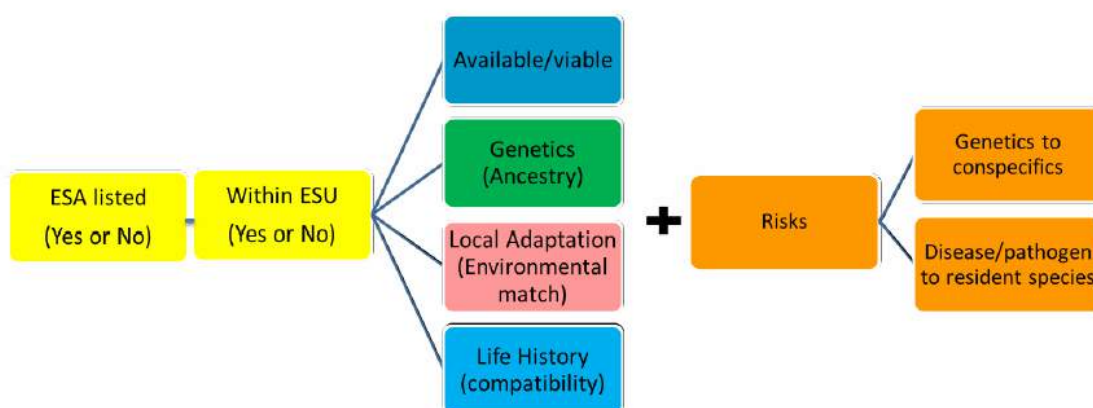 ESA listed
(Yes or No)
Within ESU
(Yes or No)
Available/viable
Genetics
(Ancestry)
Local Adaptation
(Environmental
match)
Life History
(compatibility)
+
Risks
Genetics to
conspecifics
Disease/pathogen
to resident species